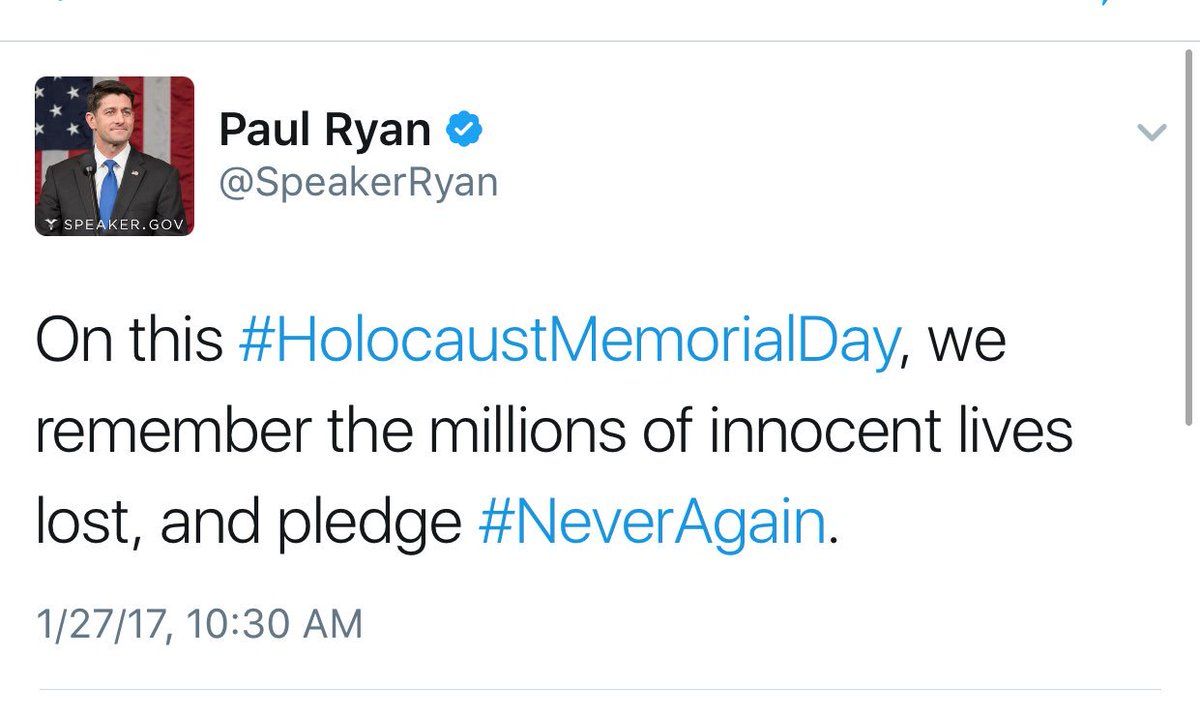 Paul Ryan
@SpeakerRyan
SPEAKER.GOV
On this #HolocaustMemorialDay, we
remember the millions of innocent lives
lost, and pledge #NeverAgain.
1/27/17, 10:30 AM